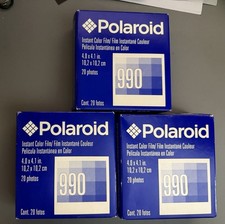 Polaroid
Instant Color Film/ Film Instantané Couleur
Película Instantánea en Color
4.0 x 4.1 in.
10,2 x 10,2 cm
20 photos
990
Cont. 20 fotos
Polaroid
Instant Color Film/ Film Instantané Couleur
Película Instantánea en Color
4.0 x 4.1 in.
10,2 x 10,2 cm
20 photos
990
Cont. 20 fotos
Polaroid
Instant Color Film/ Film Instantané Couleur
Película Instantánea en Color
4.0 x 4.1 in.
10,2 x 10,2 cm
20 photos
990
Cont. 20 fotos